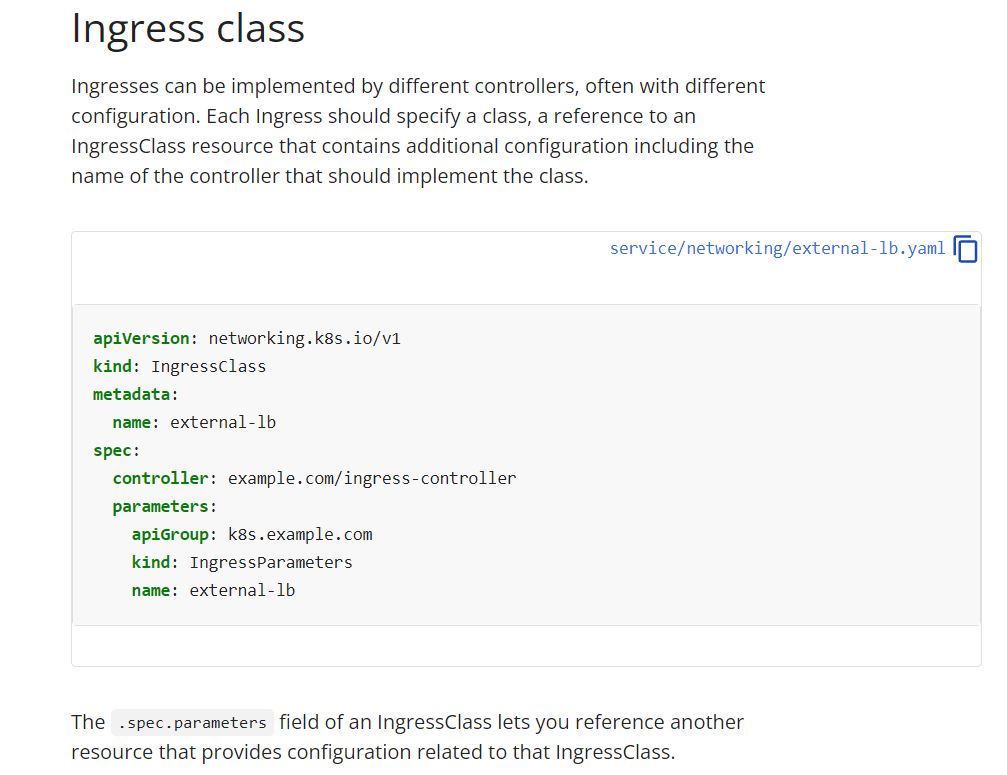 Ingress class
Ingresses can be implemented by different controllers, often with different
configuration. Each Ingress should specify a class, a reference to an
IngressClass resource that contains additional configuration including the
name of the controller that should implement the class.
service/networking/external-lb.yaml
apiVersion: networking.k8s.io/v1
kind: IngressClass
metadata:
  name: external-lb
spec:
  controller: example.com/ingress-controller
  parameters:
    apiGroup: k8s.example.com
    kind: IngressParameters
    name: external-lb
The .spec.parameters field of an IngressClass lets you reference another
resource that provides configuration related to that IngressClass.